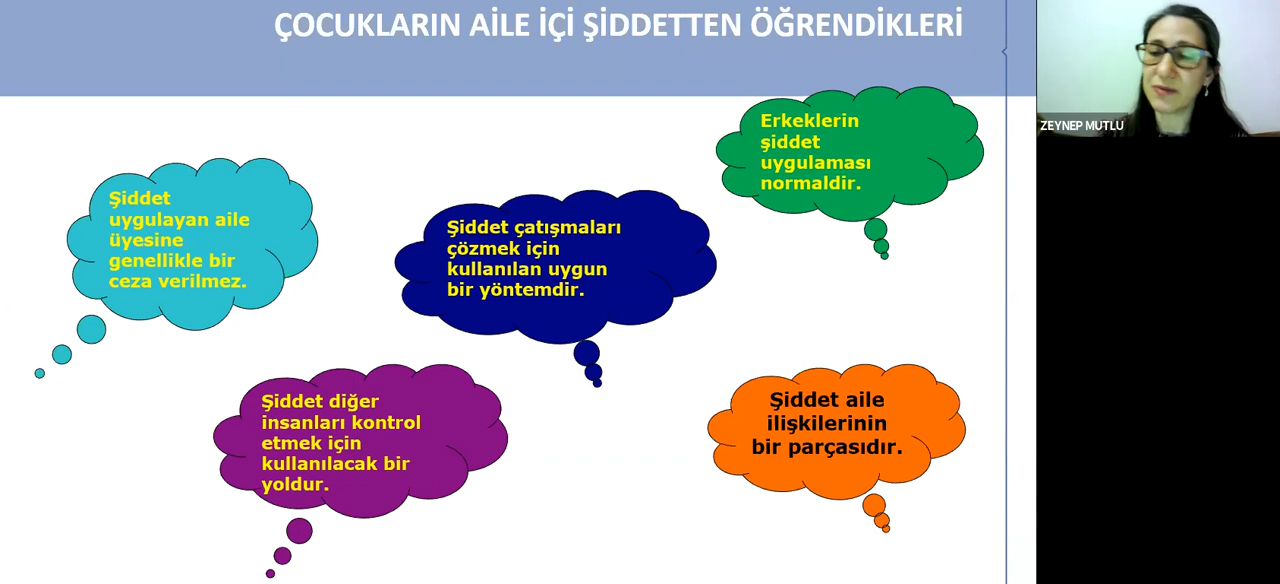 ÇOCUKLARIN AİLE İÇİ ŞİDDETTEN ÖĞRENDİKLERİ
ZEYNEP MUTLU
Erkeklerin
şiddet
uygulaması
normaldir.
Şiddet
uygulayan aile
üyesine
genellikle bir
ceza verilmez.
Şiddet çatışmaları
çözmek için
kullanılan uygun
bir yöntemdir.
Şiddet diğer
insanları kontrol
etmek için
kullanılacak bir
yoldur.
Şiddet aile
ilişkilerinin
bir parçasıdır.